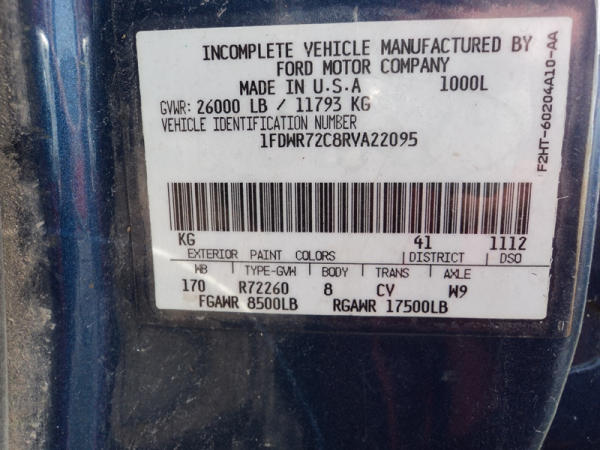 INCOMPLETE VEHICLE MANUFACTURED BY
FORD MOTOR COMPANY
MADE IN U.S.A 1000L
GVWR: 26000 LB / 11793 KG
VEHICLE IDENTIFICATION NUMBER
1FDWR72C8RVA22095
KG 41 1112
EXTERIOR PAINT COLORS DISTRICT DSO
WB TYPE-GVW BODY TRANS AXLE
170 R72260 8 CV W9
FGAWR 8500LB RGAWR 17500LB
F2HT-60204A10-AA